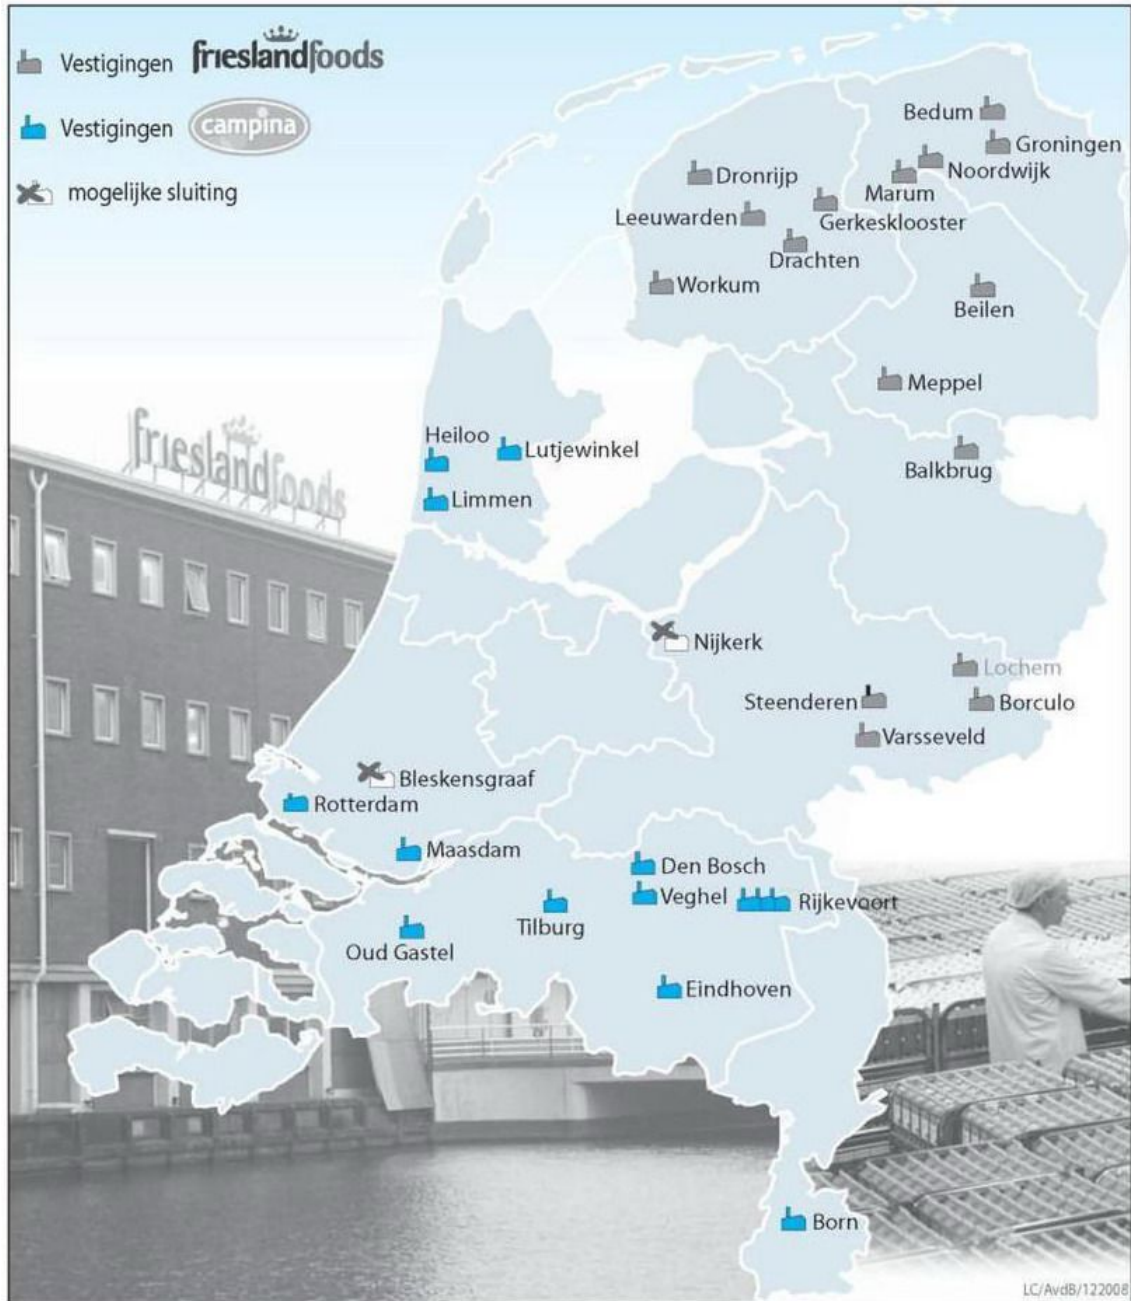 Vestigingen frieslandfoods
Vestigingen campina
mogelijke sluiting
Bedum
Groningen
Noordwijk
Marum
Dronrijp
Gerkesklooster
Leeuwarden
Drachten
Workum
Beilen
Meppel
Balkbrug
frieslandfoods
Heiloo
Lutjewinkel
Limmen
Nijkerk
Lochem
Steenderen
Borculo
Varsseveld
Bleskensgraaf
Rotterdam
Maasdam
Den Bosch
Veghel
Rijkevoort
Tilburg
Oud Gastel
Eindhoven
Born
LC/AvdB/122008